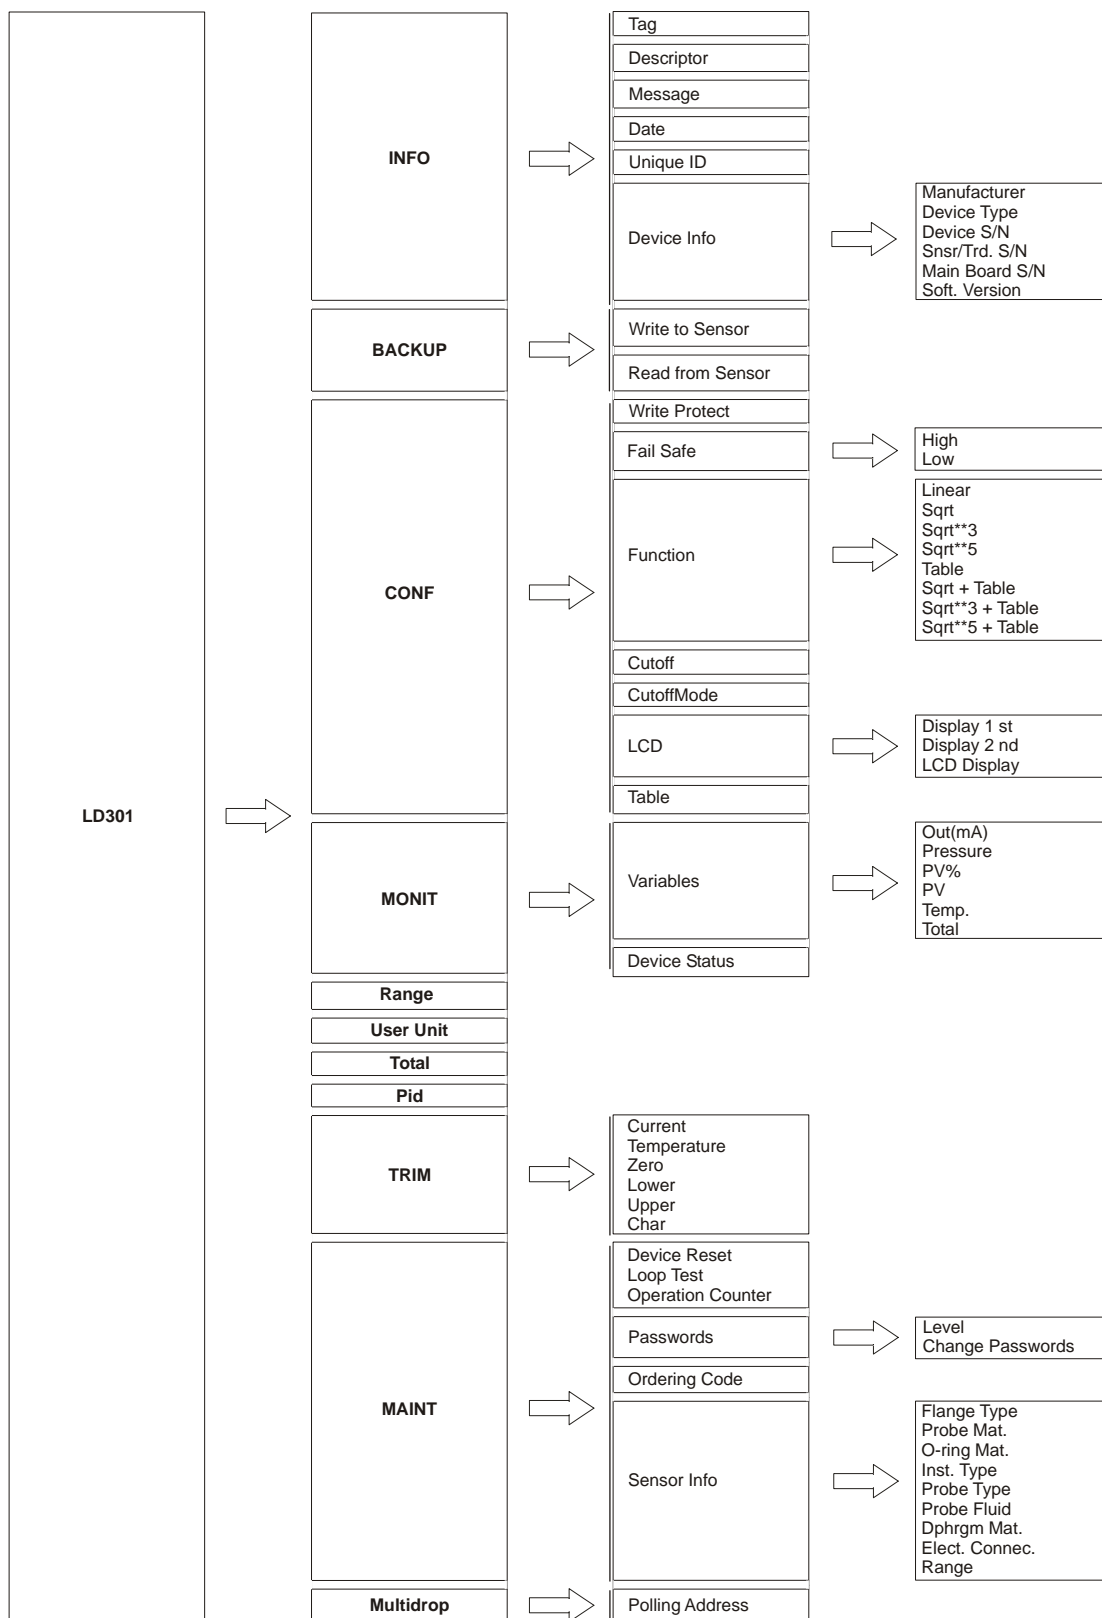 LD301
INFO
Tag
Descriptor
Message
Date
Unique ID
Device Info
Manufacturer
Device Type
Device S/N
Snsr/Trd. S/N
Main Board S/N
Soft. Version
BACKUP
Write to Sensor
Read from Sensor
CONF
Write Protect
Fail Safe
High
Low
Function
Linear
Sqrt
Sqrt**3
Sqrt**5
Table
Sqrt + Table
Sqrt**3 + Table
Sqrt**5 + Table
Cutoff
CutoffMode
LCD
Display 1 st
Display 2 nd
LCD Display
Table
MONIT
Variables
Out(mA)
Pressure
PV%
PV
Temp.
Total
Device Status
Range
User Unit
Total
Pid
TRIM
Current
Temperature
Zero
Lower
Upper
Char
MAINT
Device Reset
Loop Test
Operation Counter
Passwords
Level
Change Passwords
Ordering Code
Sensor Info
Flange Type
Probe Mat.
O-ring Mat.
Inst. Type
Probe Type
Probe Fluid
Dphrgm Mat.
Elect. Connec.
Range
Multidrop
Polling Address